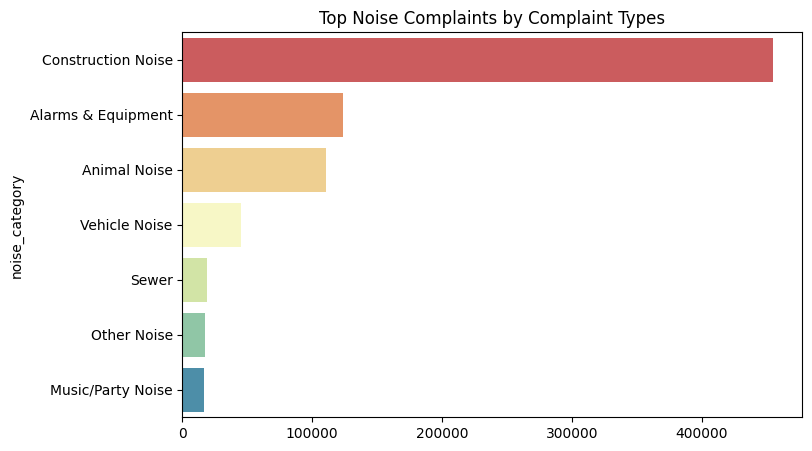 Top Noise Complaints by Complaint Types
noise_category
Construction Noise
Alarms & Equipment
Animal Noise
Vehicle Noise
Sewer
Other Noise
Music/Party Noise
0 100000 200000 300000 400000